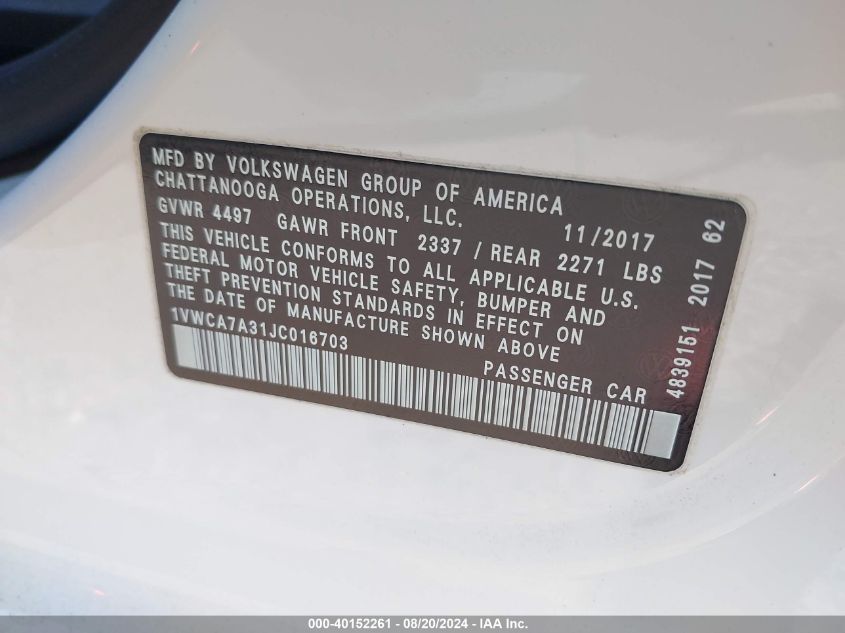 MFD BY VOLKSWAGEN GROUP OF AMERICA
CHATTANOOGA OPERATIONS, LLC.
11/2017
GVWR 4497 GAWR FRONT 2337 / REAR 2271 LBS
THIS VEHICLE CONFORMS TO ALL APPLICABLE U.S.
FEDERAL MOTOR VEHICLE SAFETY, BUMPER AND
THEFT PREVENTION STANDARDS IN EFFECT ON
THE DATE OF MANUFACTURE SHOWN ABOVE
1VWCA7A31JC016703
PASSENGER CAR
4839151 2017 62
000-40152261 - 08/20/2024 - IAA Inc.